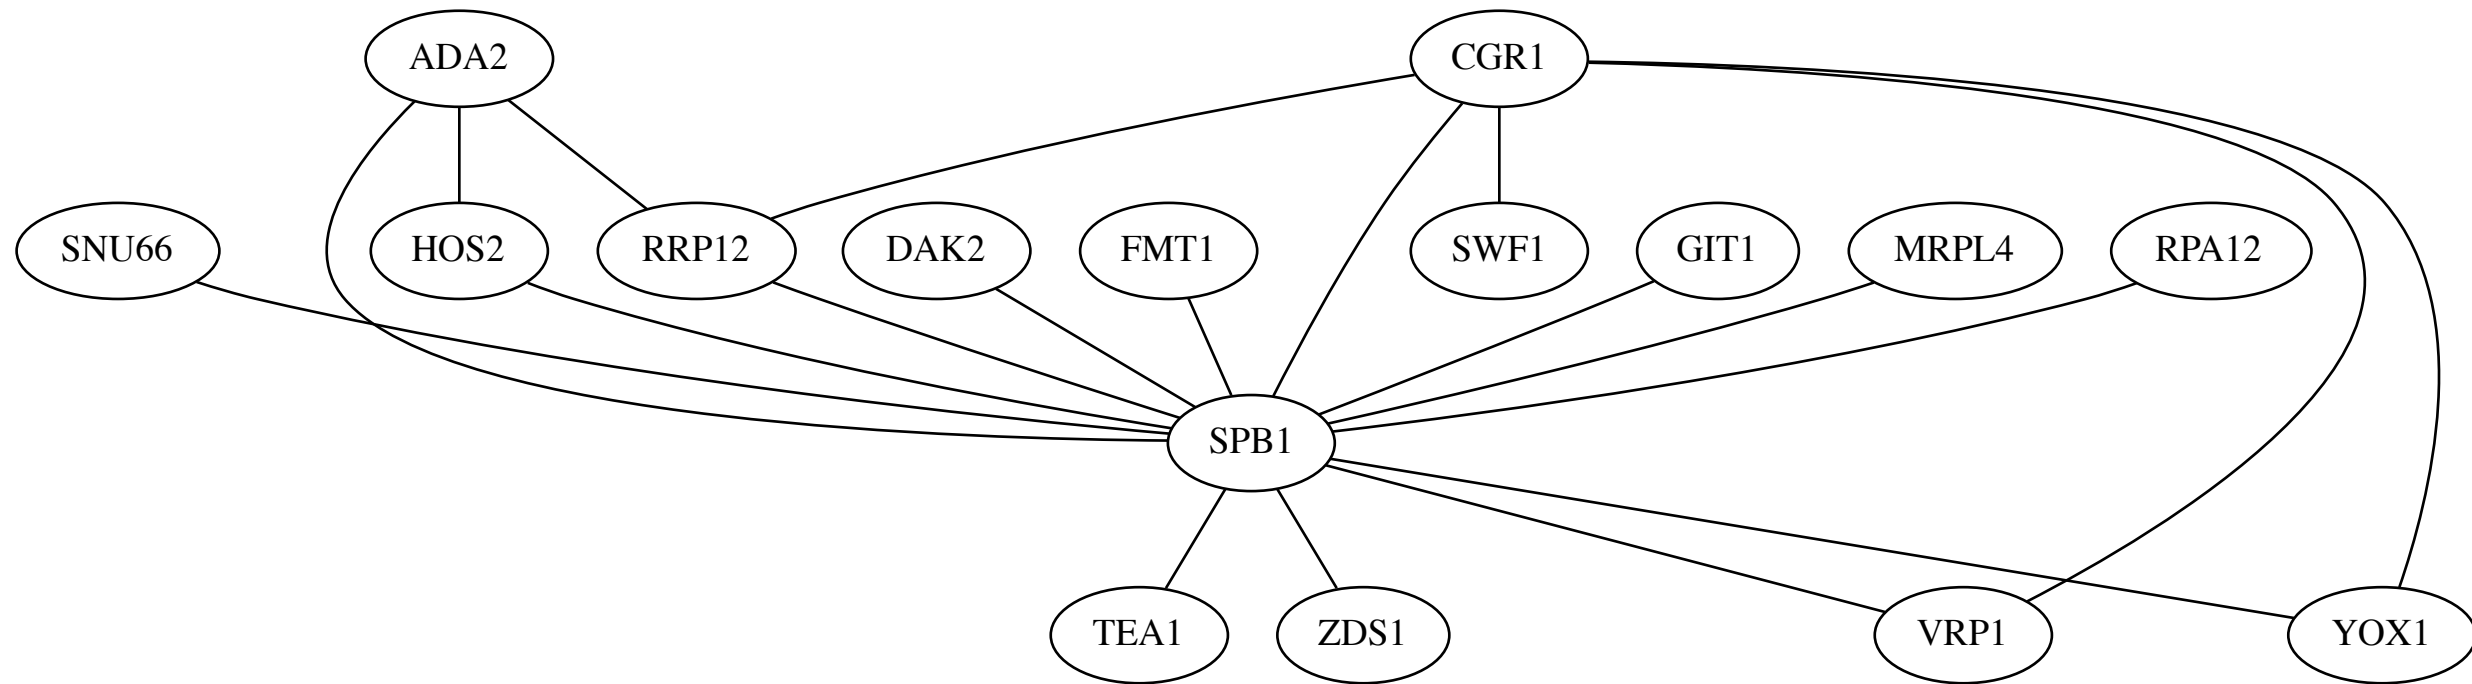 ADA2
CGR1
SNU66
HOS2
RRP12
DAK2
FMT1
SWF1
GIT1
MRPL4
RPA12
SPB1
TEA1
ZDS1
VRP1
YOX1